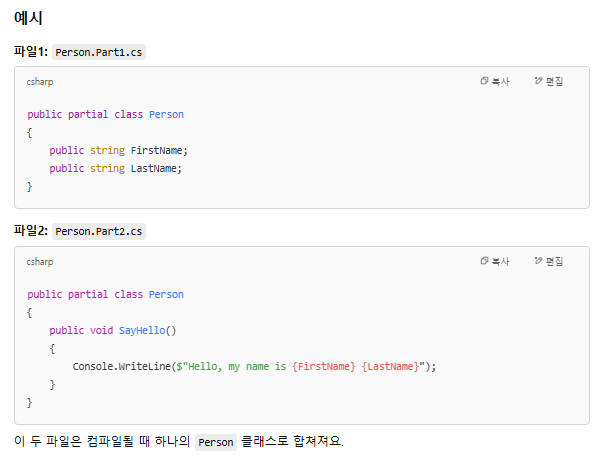 예시
파일1: Person.Part1.cs
csharp 복사 편집
public partial class Person
{
    public string FirstName;
    public string LastName;
}
파일2: Person.Part2.cs
csharp 복사 편집
public partial class Person
{
    public void SayHello()
    {
        Console.WriteLine($"Hello, my name is {FirstName} {LastName}");
    }
}
이 두 파일은 컴파일될 때 하나의 Person 클래스로 합쳐져요.